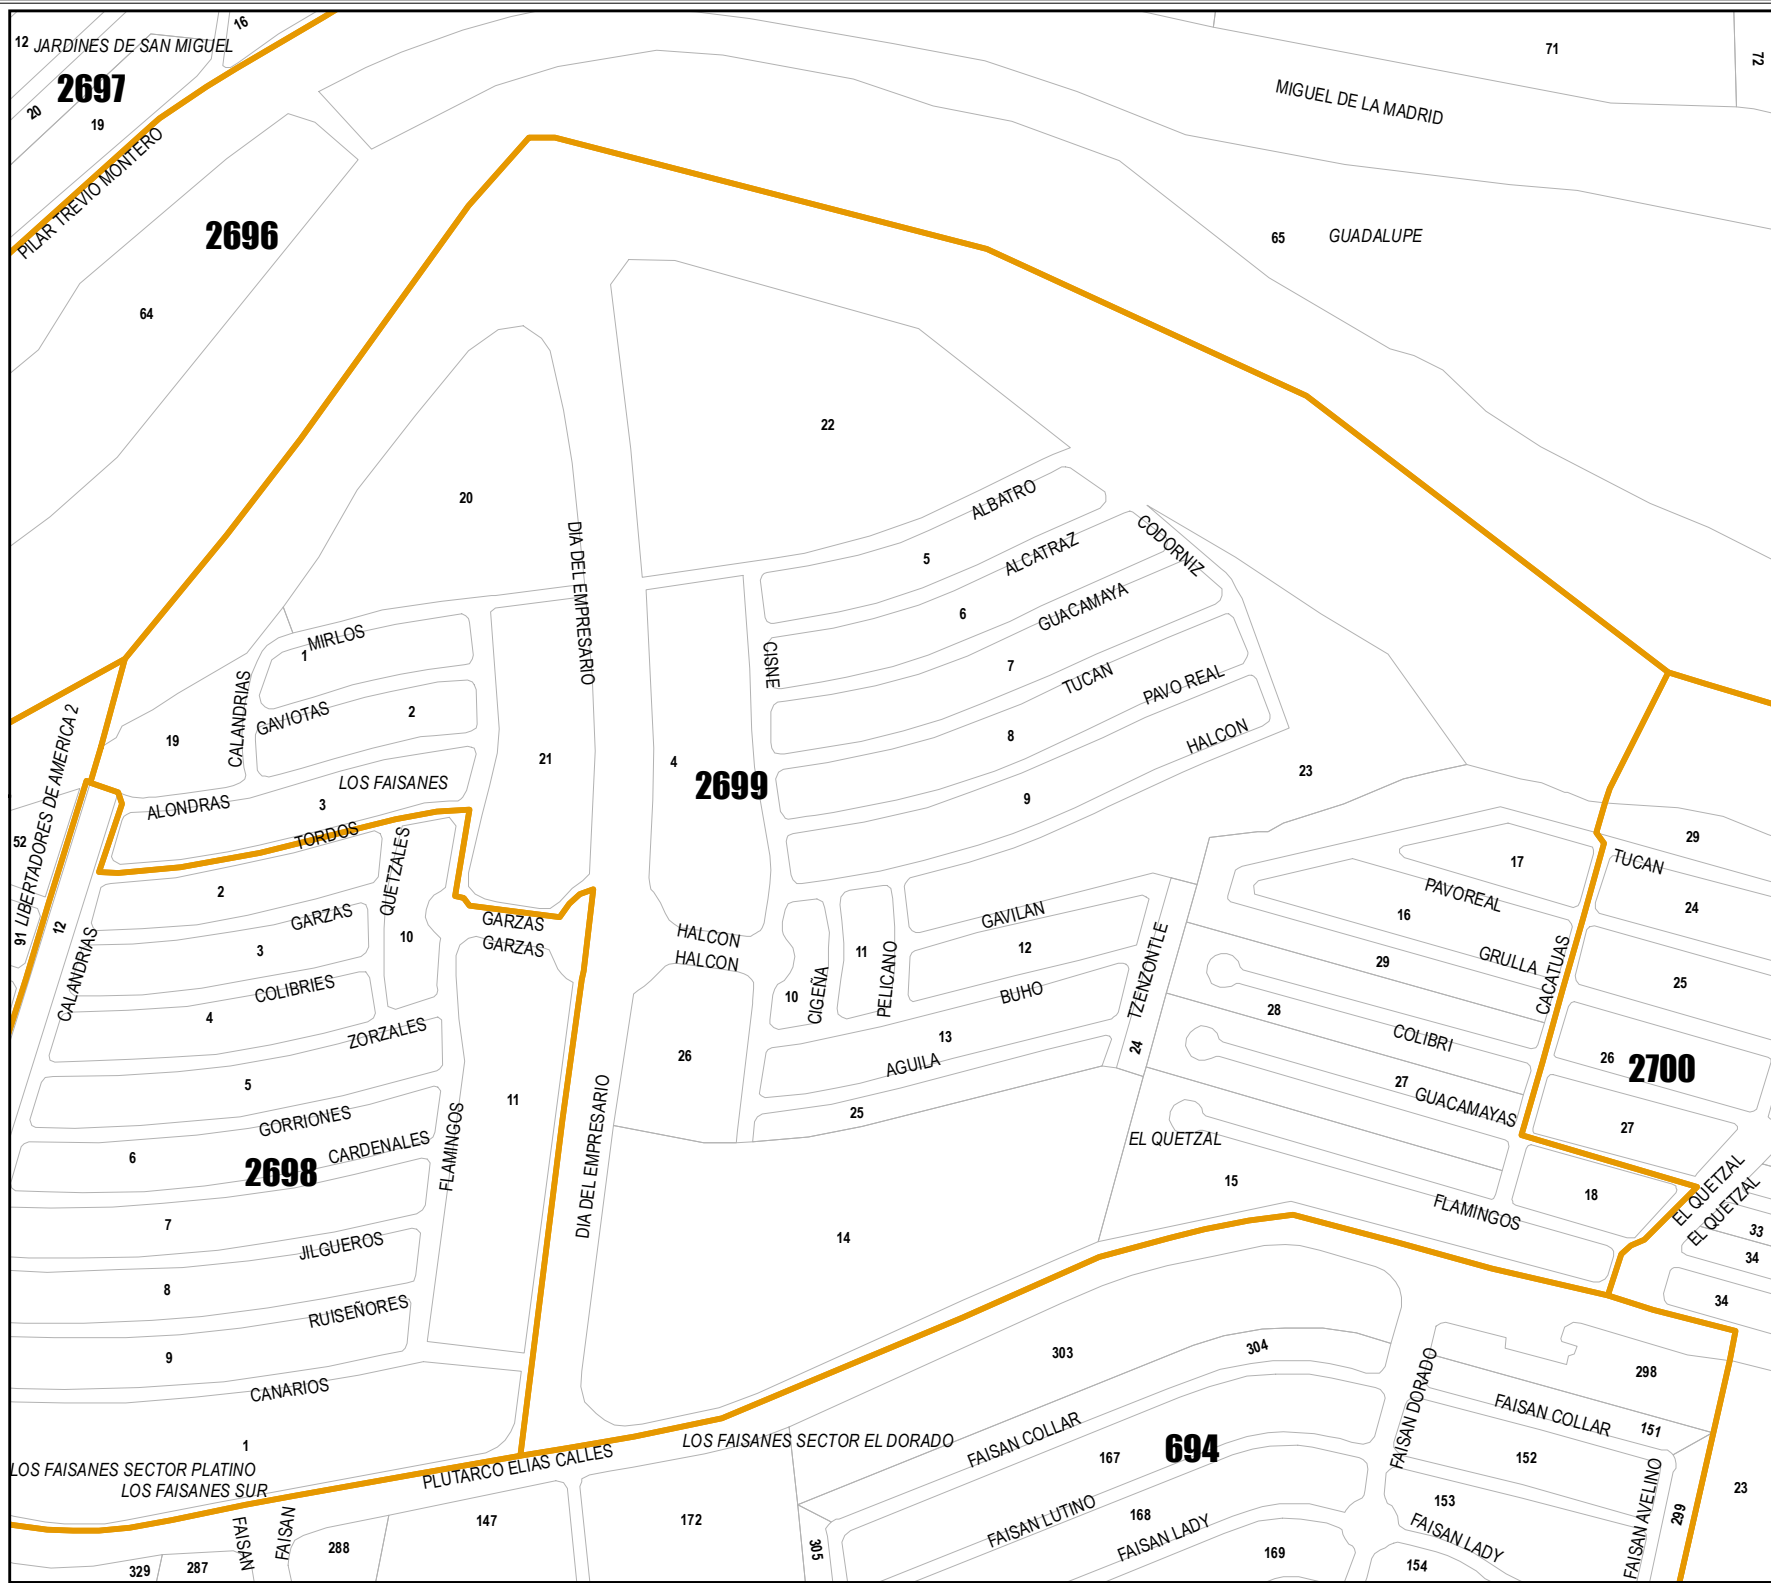 16
12 JARDINES DE SAN MIGUEL
71
72
2697
MIGUEL DE LA MADRID
20
19
PILAR TREVIO MONTERO
2696
65
GUADALUPE
64
22
20
ALBATRO
DIA DEL EMPRESARIO
5
ALCATRAZ
CODORNIZ
6
GUACAMAYA
MIRLOS
1
CISNE
7
TUCAN
PAVO REAL
CALANDRIAS
GAVIOTAS
2
19
8
HALCON
21
4
2699
23
LOS FAISANES
3
ALONDRAS
9
TORDOS
52
91
LIBERTADORES DE AMERICA 2
29
TUCAN
17
QUETZALES
2
PAVOREAL
24
16
GARZAS
GARZAS
GARZAS
GAVILAN
12
CALANDRIAS
3
10
HALCON
HALCON
11
12
GRULLA
29
PELICANO
TZENZONTLE
CACATUAS
25
COLIBRIES
10
CIGEÑA
BUHO
4
28
ZORZALES
13
COLIBRI
24
26
AGUILA
26
2700
5
27
GUACAMAYAS
11
25
GORRIONES
27
CARDENALES
EL QUETZAL
6
2698
FLAMINGOS
DIA DEL EMPRESARIO
15
18
EL QUETZAL
EL QUETZAL
7
FLAMINGOS
33
JILGUEROS
14
34
8
34
RUISEÑORES
9
303
304
298
CANARIOS
FAISAN DORADO
FAISAN COLLAR
151
1
LOS FAISANES SECTOR EL DORADO
FAISAN COLLAR
694
167
152
PLUTARCO ELIAS CALLES
LOS FAISANES SECTOR PLATINO
LOS FAISANES SUR
23
153
FAISAN AVELINO
299
147
172
FAISAN LUTINO
168
FAISAN LADY
FAISAN LADY
FAISAN
FAISAN
288
305
169
154
329
287